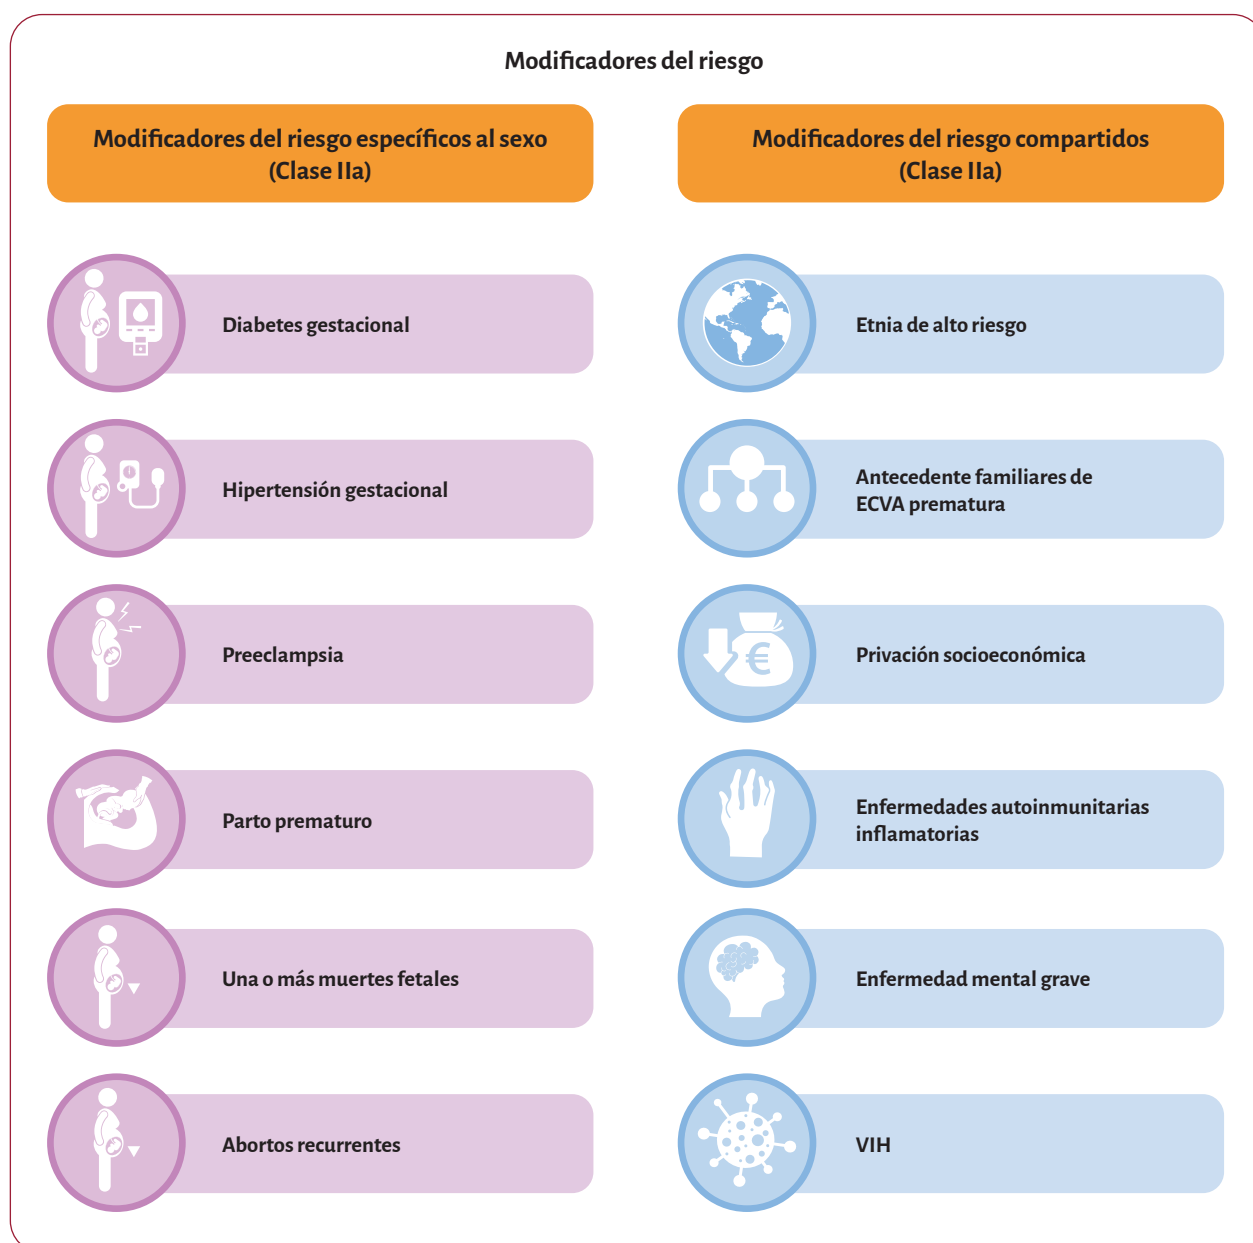 Modificadores del riesgo
Modificadores del riesgo específicos al sexo
(Clase IIa)
Diabetes gestacional
Hipertensión gestacional
Preeclampsia
Parto prematuro
Una o más muertes fetales
Abortos recurrentes
Modificadores del riesgo compartidos
(Clase IIa)
Etnia de alto riesgo
Antecedente familiares de
ECVA prematura
€
Privación socioeconómica
Enfermedades autoinmunitarias
inflamatorias
Enfermedad mental grave
VIH